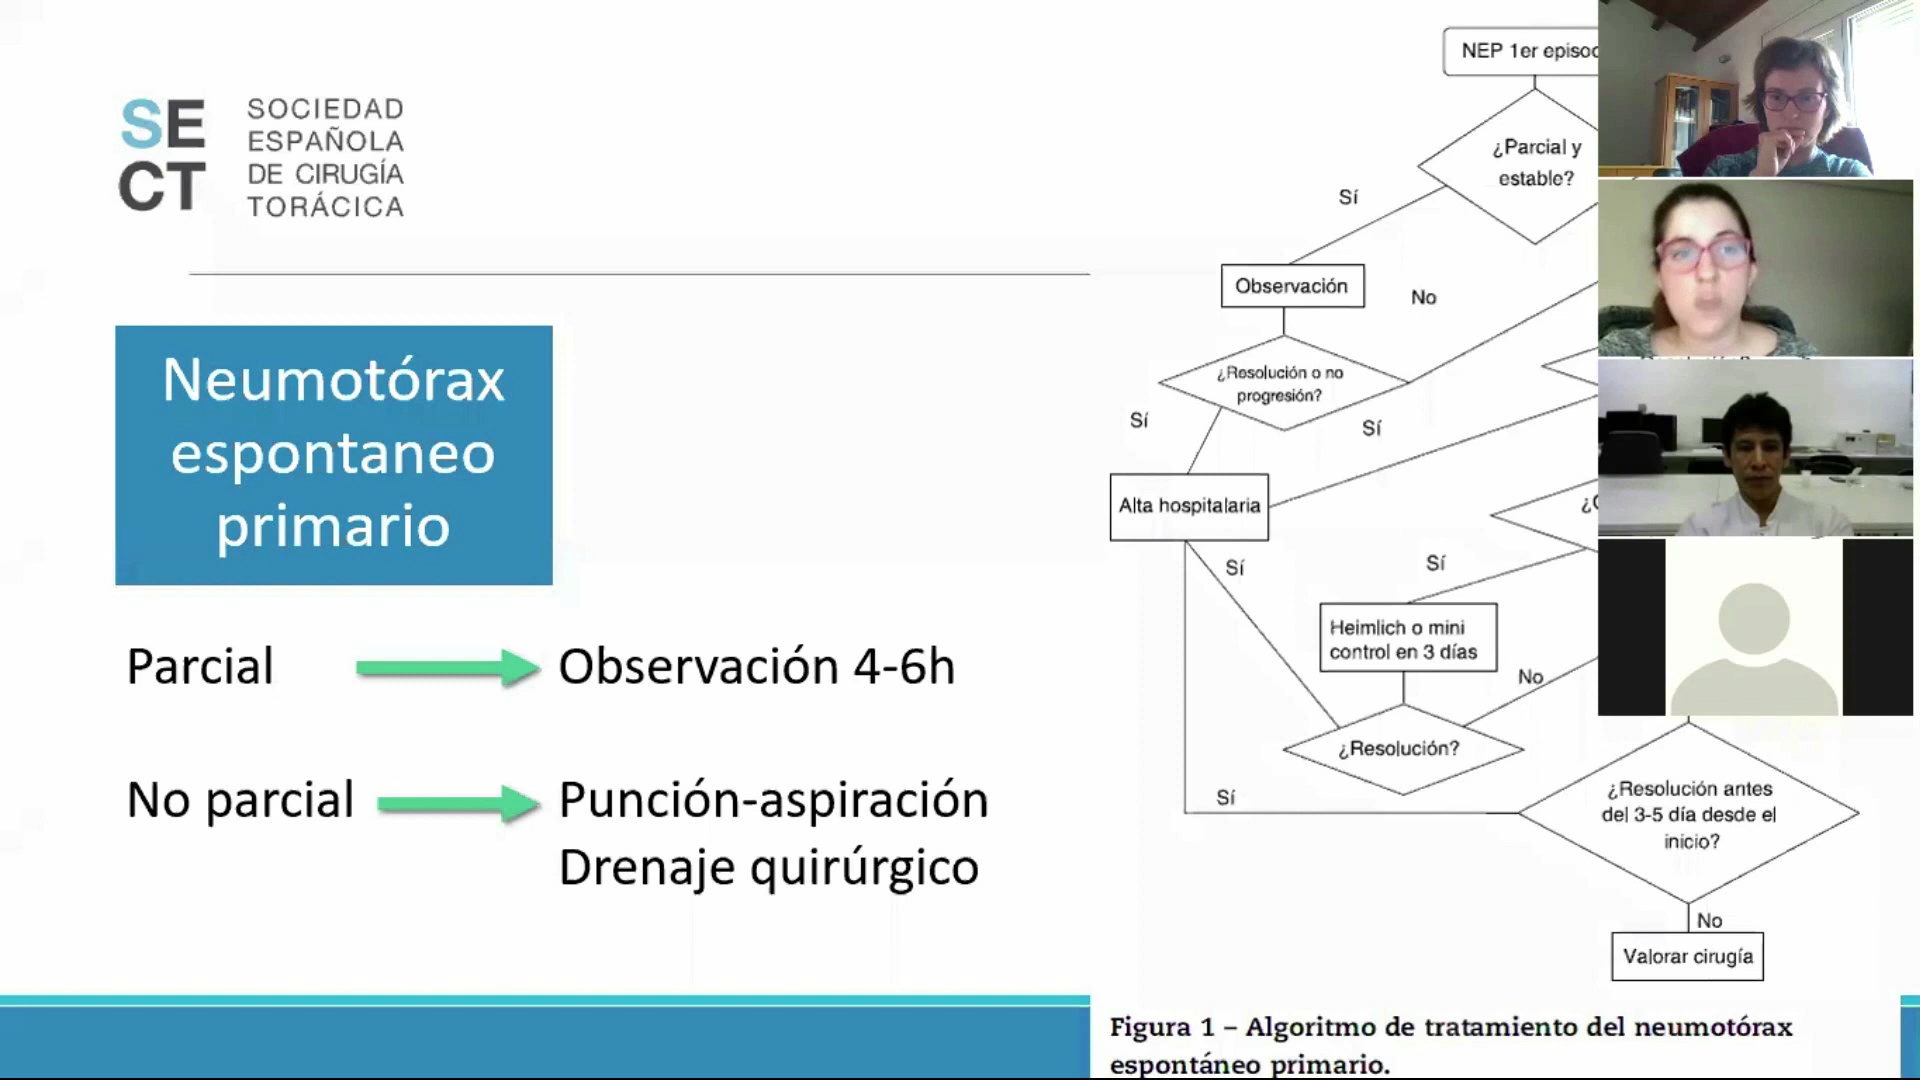 SE
CT
SOCIEDAD
ESPAÑOLA
DE CIRUGÍA
TORÁCICA
Neumotórax
espontaneo
primario
Parcial
Observación 4-6h
No parcial
Punción-aspiración
Drenaje quirúrgico
NEP 1er
¿Parcial y
estable?
Sí
Observación
No
¿Resolución o no
progresión?
Sí
Sí
Alta hospitalaria
Sí
Sí
Heimlich o mini
control en 3 días
No
¿Resolución?
Sí
¿Resolución antes
del 3-5 día desde el
inicio?
No
Valorar cirugía
Figura 1 – Algoritmo de tratamiento del neumotórax
espontáneo primario.